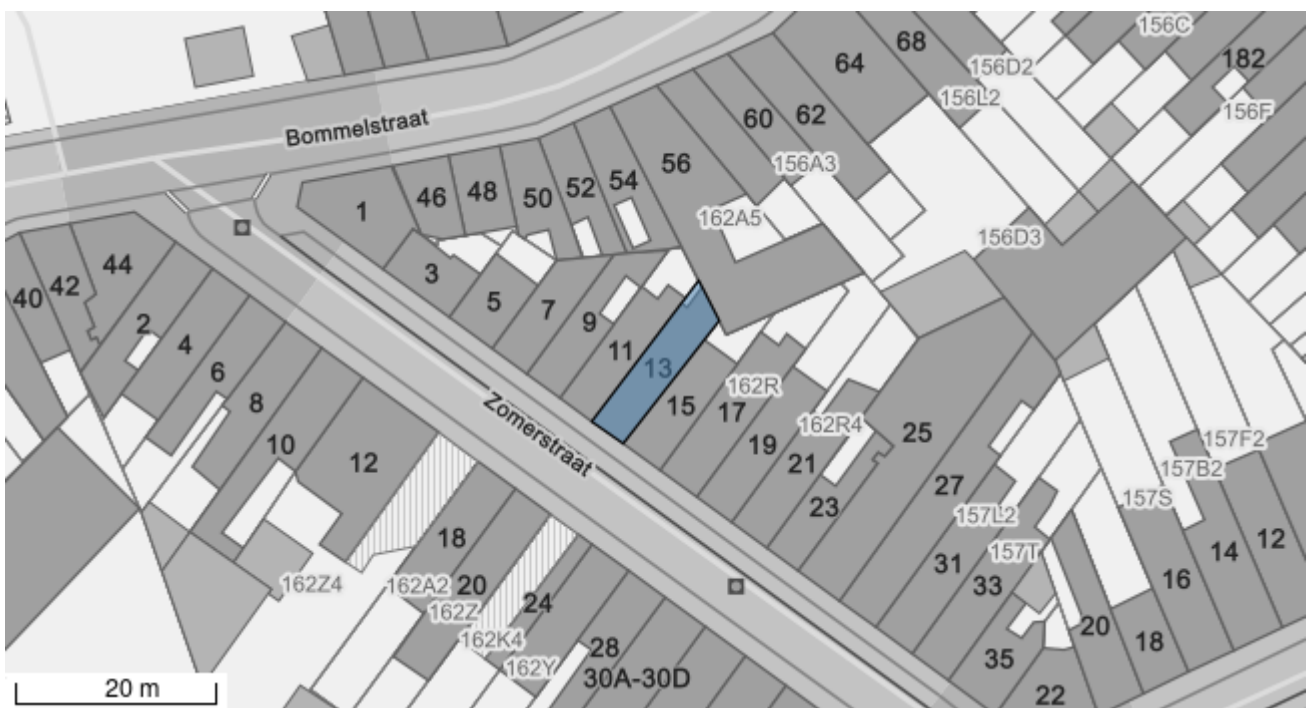 156C
68
64
182
156D2
156L2
60
62
156F
Bommelstraat
56
156A3
54
52
48
46
50
1
162A5
156D3
44
42
40
3
5
7
9
2
4
11
13
6
8
162R
15
17
Zomerstraat
162R4
25
10
12
19
21
157F2
27
157B2
157S
23
157L2
18
157T
14
12
31
16
162Z4
162A2
20
33
162Z
24
20
162K4
28
18
162Y
35
30A-30D
22
20 m